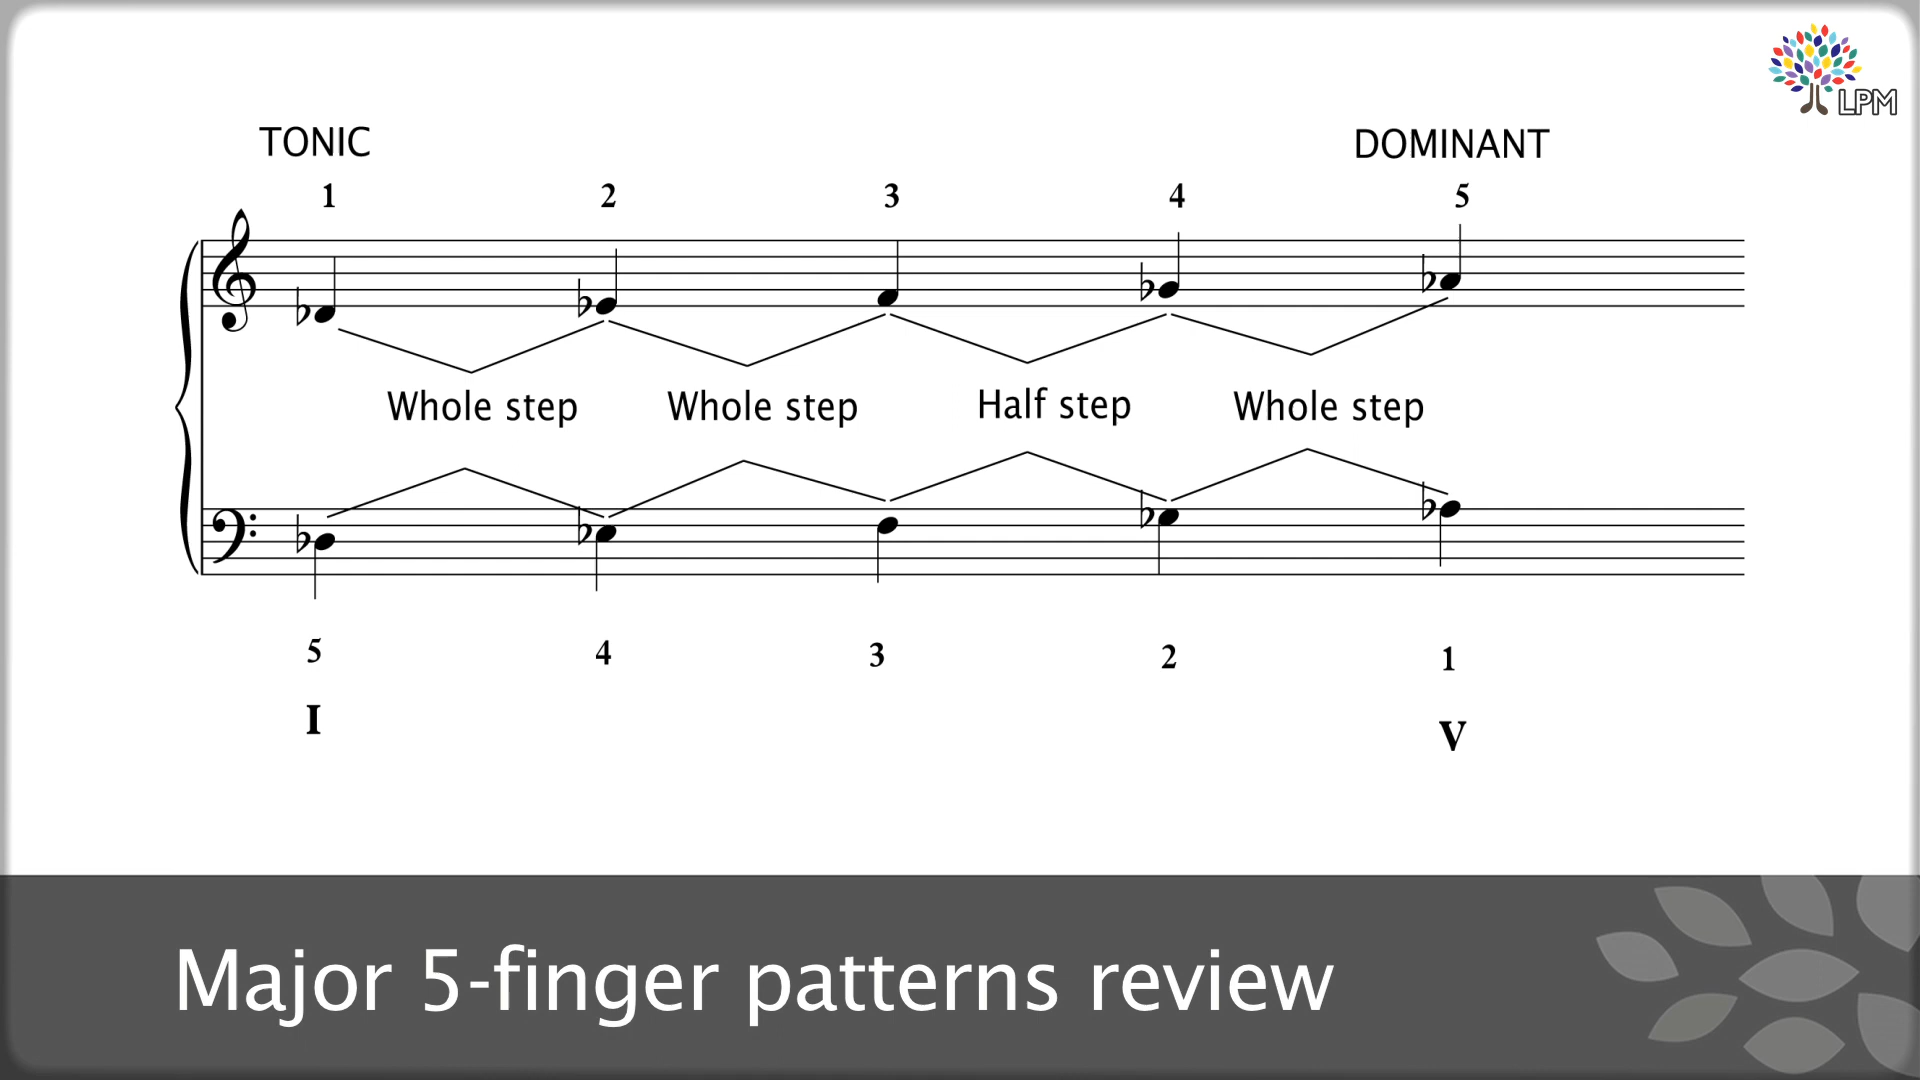 LPM
TONIC DOMINANT
1 2 3 4 5
Whole step Whole step Half step Whole step
5 4 3 2 1
I V
Major 5-finger patterns review